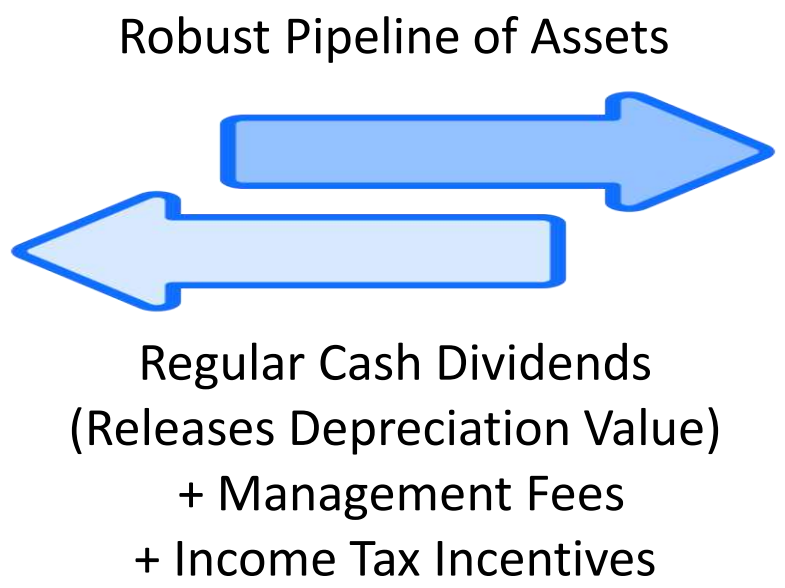 Robust Pipeline of Assets
Regular Cash Dividends
(Releases Depreciation Value)
+ Management Fees
+ Income Tax Incentives